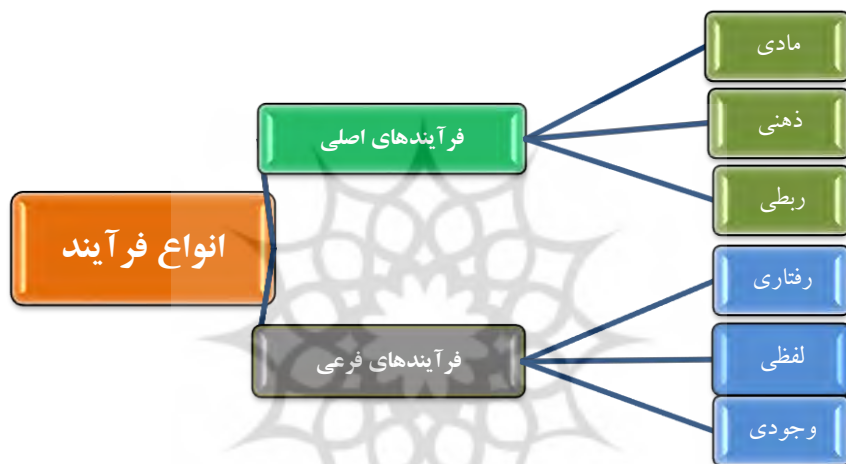 انواع فرآیند
فرآیندهای اصلی
مادی
ذهنی
ربطی
فرآیندهای فرعی
رفتاری
لفظی
وجودی